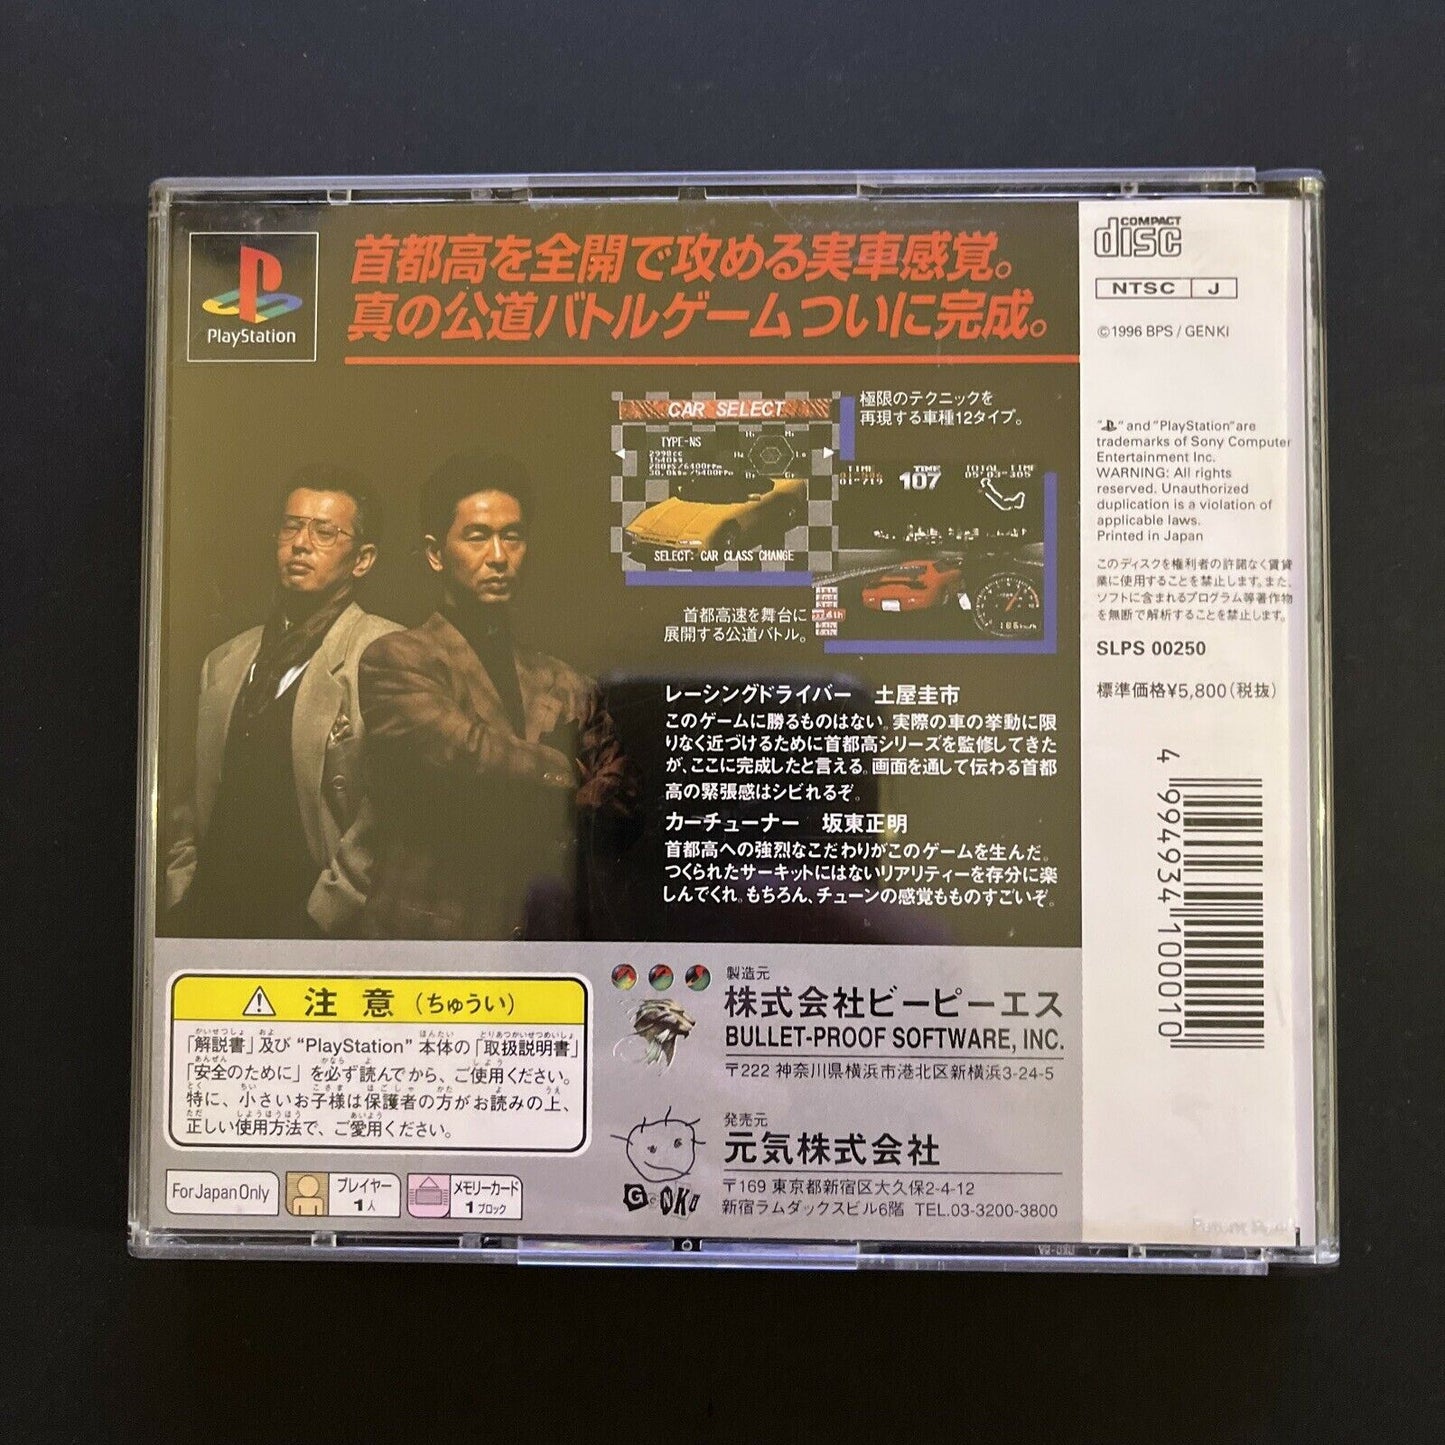 PlayStation
首都高を全開で攻める実車感覚。
真の公道バトルゲームついに完成。
CAR SELECT
TYPE-NS
2998cc
1540kg
280PS/6400rpm
30.0kgm/5400rpm
SELECT: CAR CLASS CHANGE
極限のテクニックを
再現する車種12タイプ。
TIME
107
TOTAL TIME
05'03"305
首都高速を舞台に
展開する公道バトル。
レーシングドライバー 土屋圭市
このゲームに勝るものはない。実際の車の挙動に限
りなく近づけるために首都高シリーズを監修してきた
が、ここに完成したと言える。画面を通して伝わる首都
高の緊張感はシビれるぞ。
カーチューナー 坂東正明
首都高への強烈なこだわりがこのゲームを生んだ。
つくられたサーキットにはないリアリティーを存分に楽
しんでくれ。もちろん、チューンの感覚もものすごいぞ。
注意(ちゅうい)
「解説書」及び“PlayStation”本体の「取扱説明書」
「安全のために」を必ず読んでから、ご使用ください。
特に、小さいお子様は保護者の方がお読みの上、
正しい使用方法で、ご愛用ください。
For Japan Only
プレイヤー
1人
メモリーカード
1ブロック
製造元
株式会社ビーピーエス
BULLET-PROOF SOFTWARE, INC.
〒222 神奈川県横浜市港北区新横浜3-24-5
発売元
元気株式会社
GENKI
〒169 東京都新宿区大久保2-4-12
新宿ラムダックスビル6階 TEL.03-3200-3800
COMPACT
disc
NTSC J
©1996 BPS / GENKI
“PS” and “PlayStation” are
trademarks of Sony Computer
Entertainment Inc.
WARNING: All rights
reserved. Unauthorized
duplication is a violation of
applicable laws.
Printed in Japan
このディスクを権利者の許諾なく賃貸
業に使用することを禁止します。また、
ソフトに含まれるプログラム等著作物
を無断で解析することを禁止します。
SLPS 00250
標準価格¥5,800(税抜)
4 994934 100010